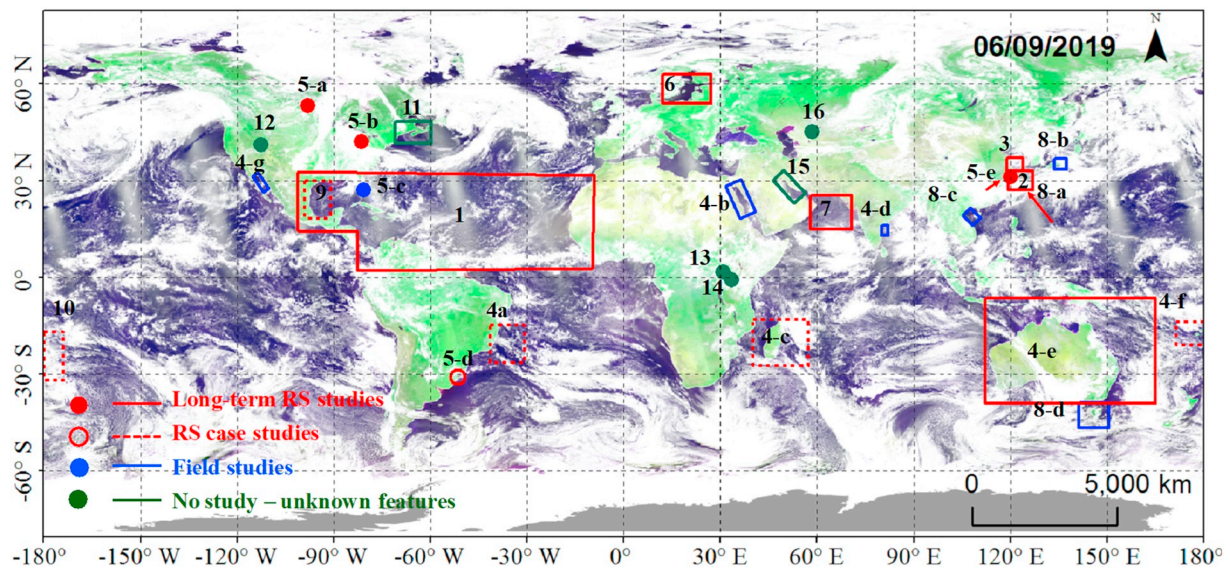 06/09/2019
N
60° N
30° N
0°
30° S
60° S
5-a
6
11
5-b
12
16
4-g
3
8-b
15
5-e
9
5-c
1
4-b
8-c
2
8-a
7
4-d
13
14
10
4a
4-c
4-f
4-e
5-d
8-d
Long-term RS studies
RS case studies
Field studies
No study – unknown features
0 5,000 km
-180° -150° W -120° W -90° W -60° W -30° W 0° 30° E 60° E 90° E 120° E 150° E 180°